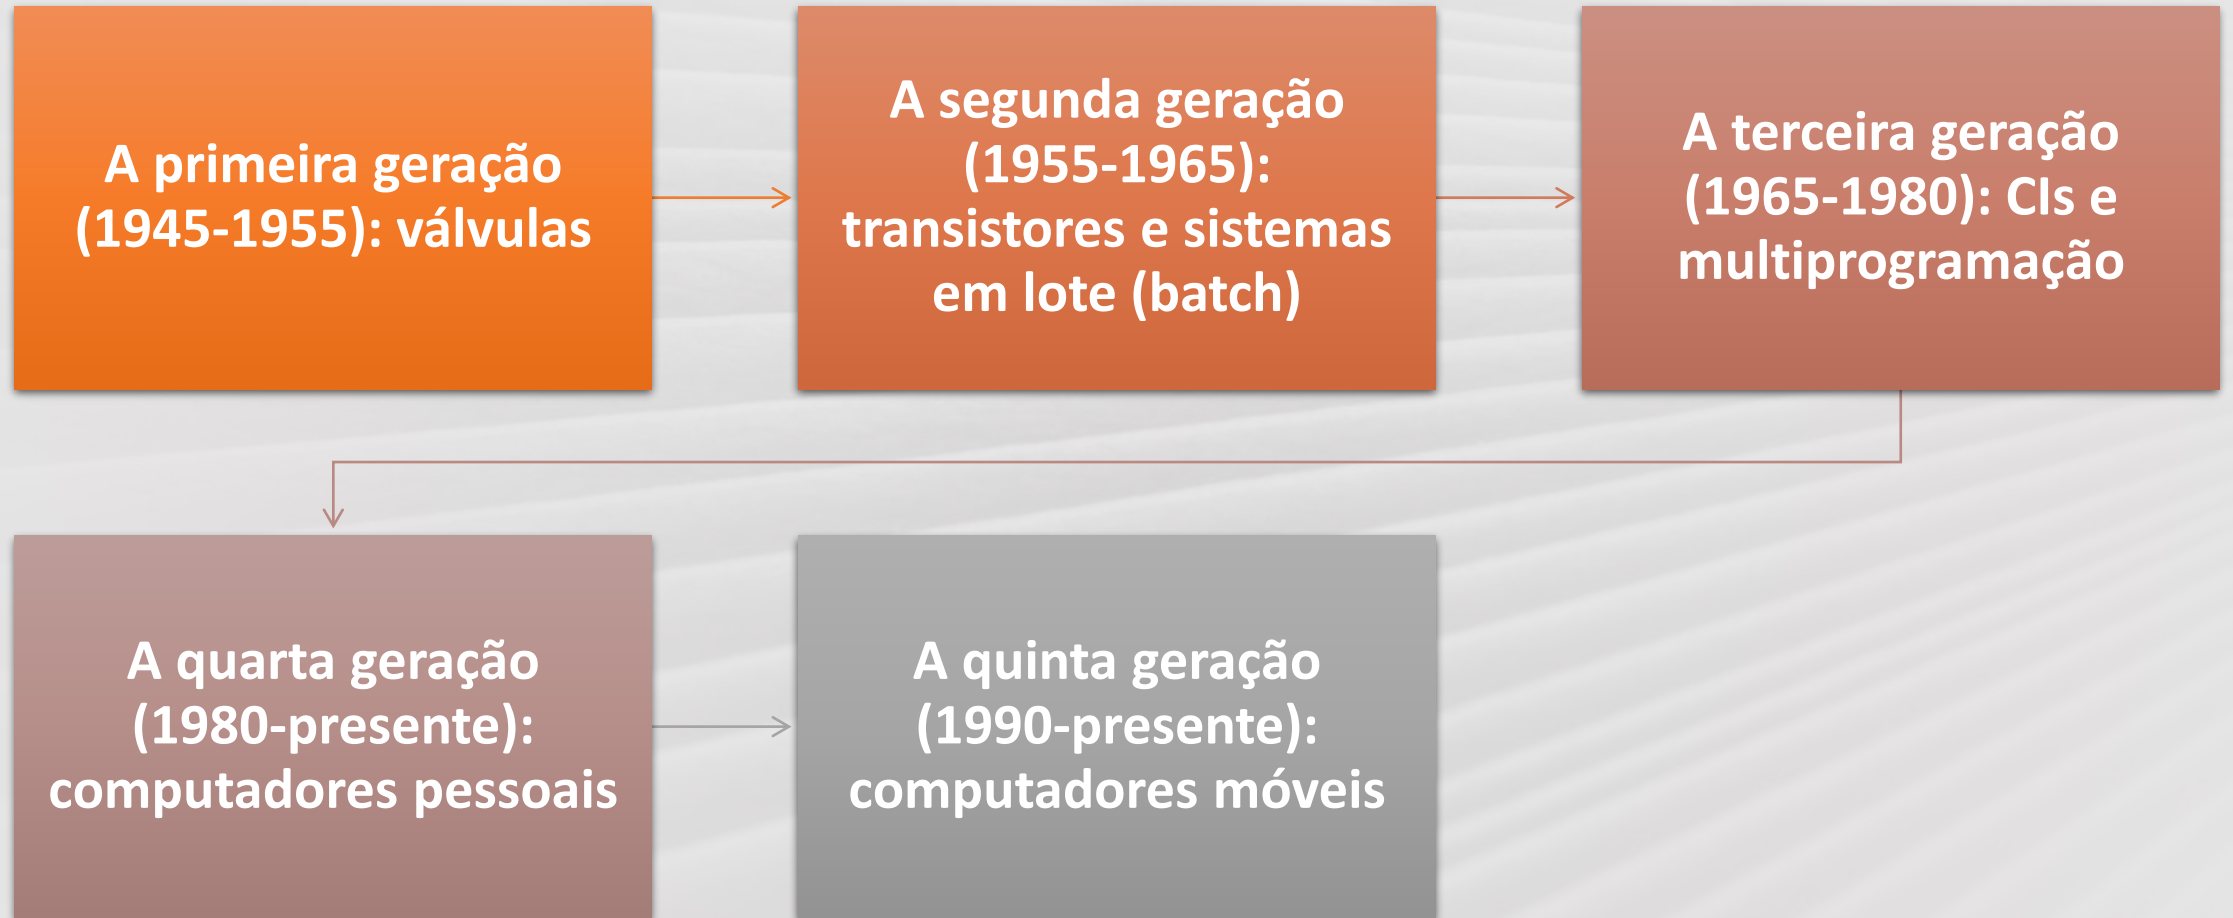 A primeira geração
(1945-1955): válvulas
A segunda geração
(1955-1965):
transistores e sistemas
em lote (batch)
A terceira geração
(1965-1980): CIs e
multiprogramação
A quarta geração
(1980-presente):
computadores pessoais
A quinta geração
(1990-presente):
computadores móveis